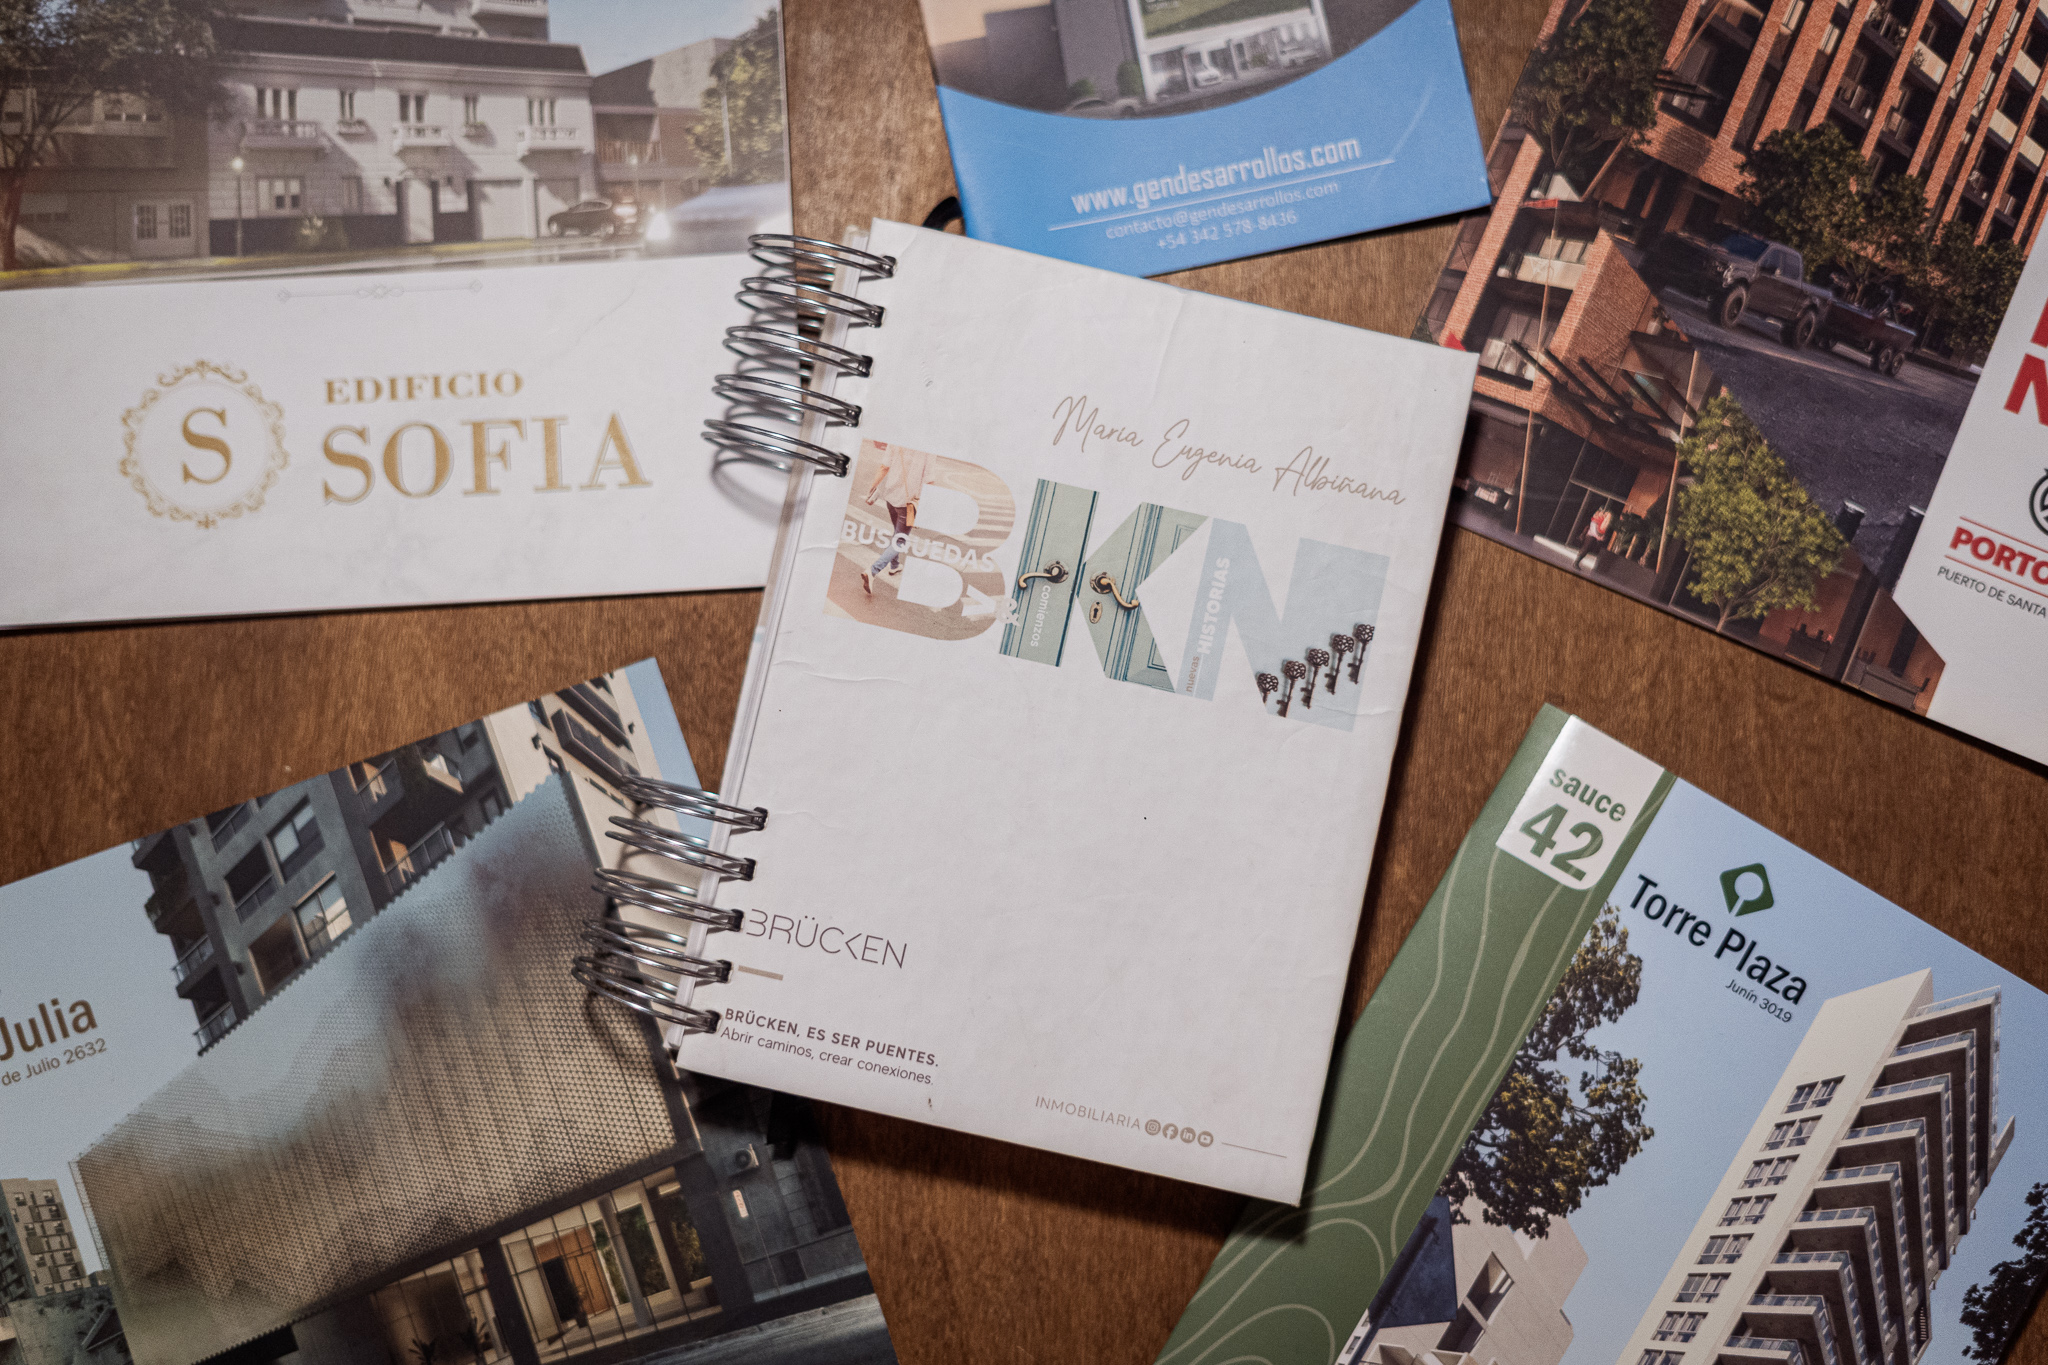 www.gendesarrollos.com
contacto@gendesarrollos.com
+54 342 578-8436
S
EDIFICIO
SOFIA
Maria Eugenia Albiñana
BKN
BUSQUEDAS
&
comienzos
nuevas
HISTORIAS
BRÜCKEN
BRÜCKEN, ES SER PUENTES.
Abrir caminos, crear conexiones.
INMOBILIARIA
PUERTO DE SANTA
Julia
de Julio 2632
sauce
42
Torre Plaza
Junín 3019